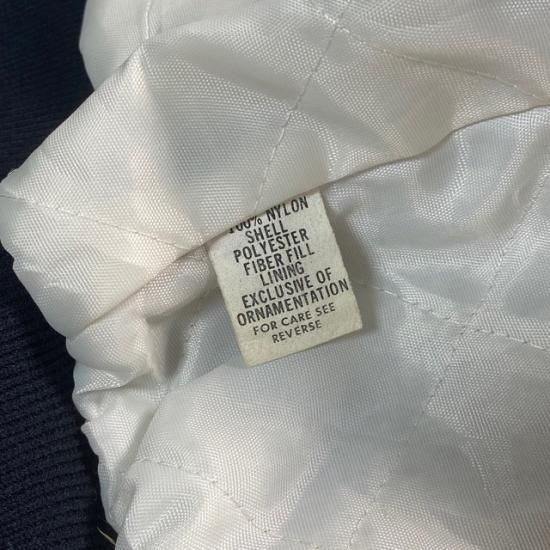 100% NYLON
SHELL
POLYESTER
FIBER FILL
LINING
EXCLUSIVE OF
ORNAMENTATION
FOR CARE SEE
REVERSE